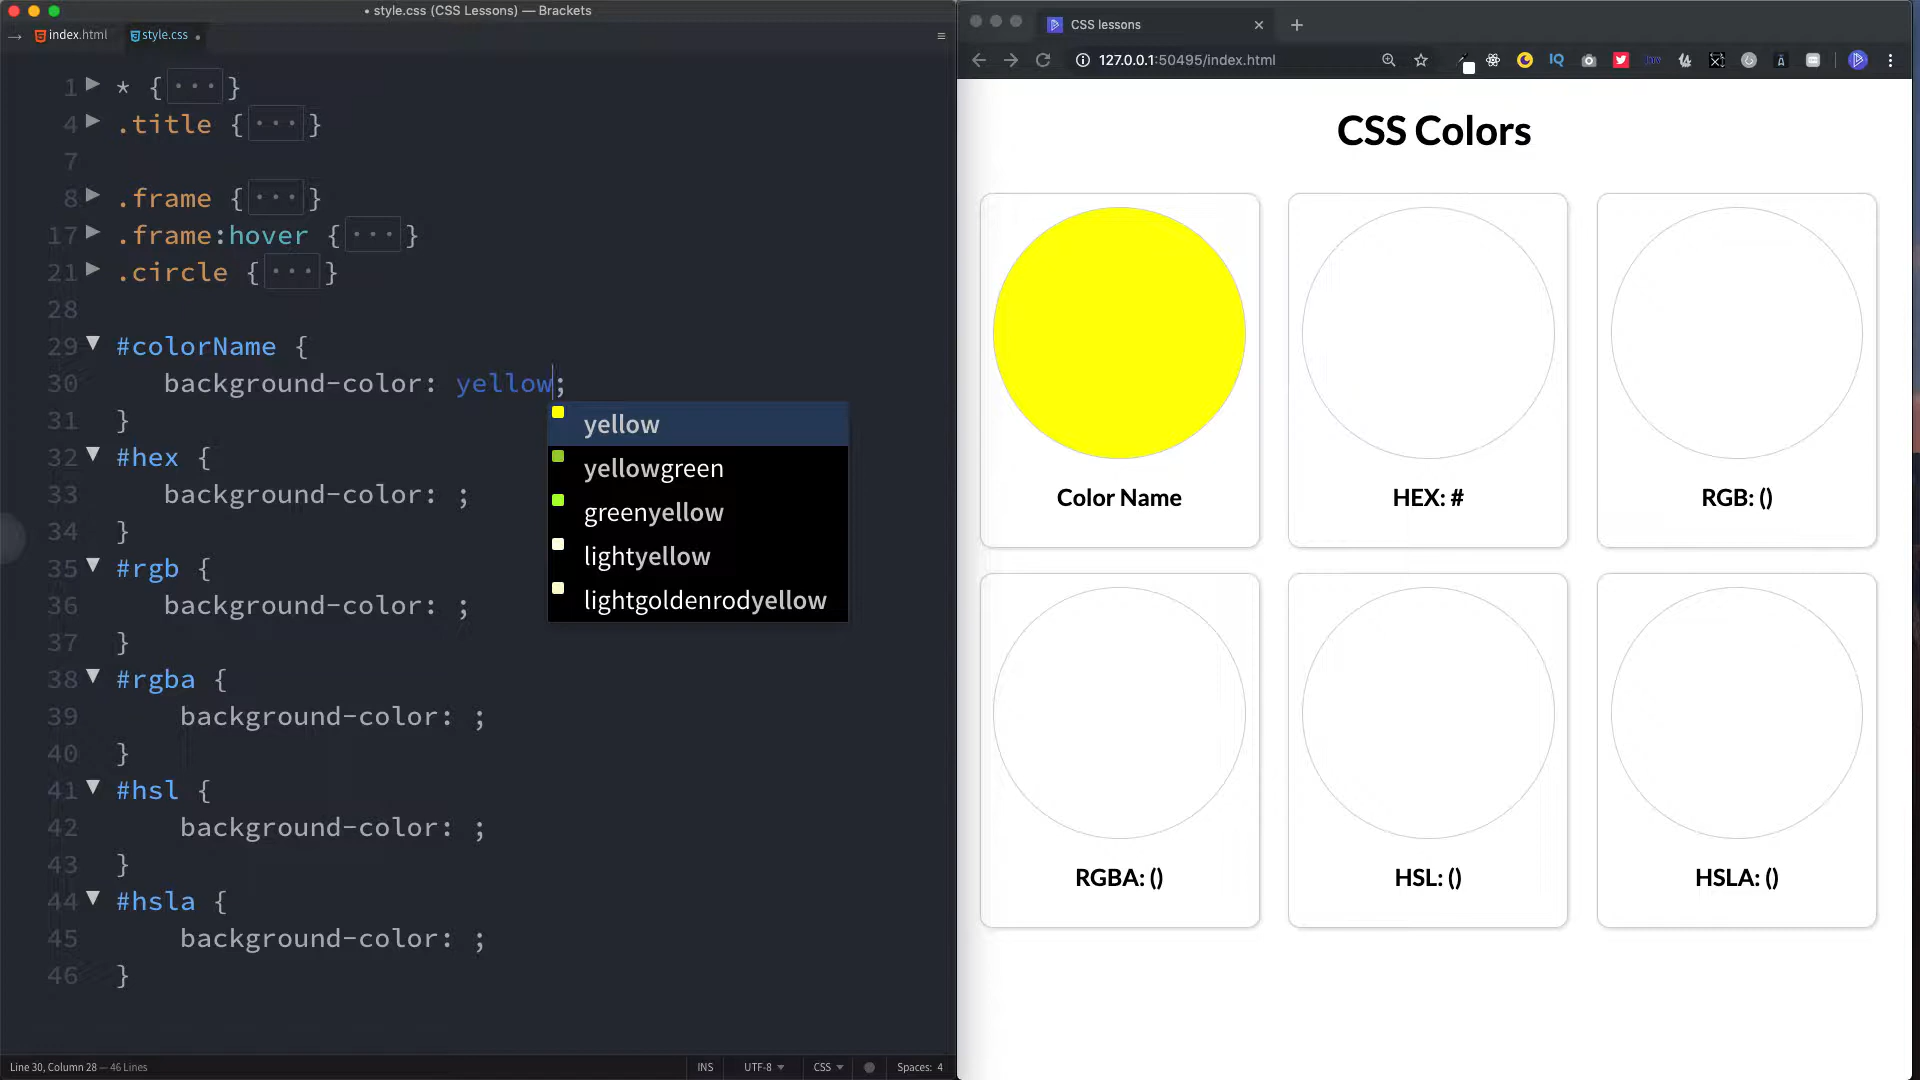 • style.css (CSS Lessons) — Brackets
→ index.html style.css •
1 * {•••}
4 .title {•••}
7
8 .frame {•••}
17 .frame:hover {•••}
21 .circle {•••}
28
29 #colorName {
30 background-color: yellow;
31 }
32 #hex {
33 background-color: ;
34 }
35 #rgb {
36 background-color: ;
37 }
38 #rgba {
39 background-color: ;
40 }
41 #hsl {
42 background-color: ;
43 }
44 #hsla {
45 background-color: ;
46 }
yellow
yellowgreen
greenyellow
lightyellow
lightgoldenrodyellow
Line 30, Column 28 — 46 Lines
INS UTF-8 CSS Spaces: 4
CSS lessons
127.0.0.1:50495/index.html
IQ
CSS Colors
Color Name
HEX: #
RGB: ()
RGBA: ()
HSL: ()
HSLA: ()